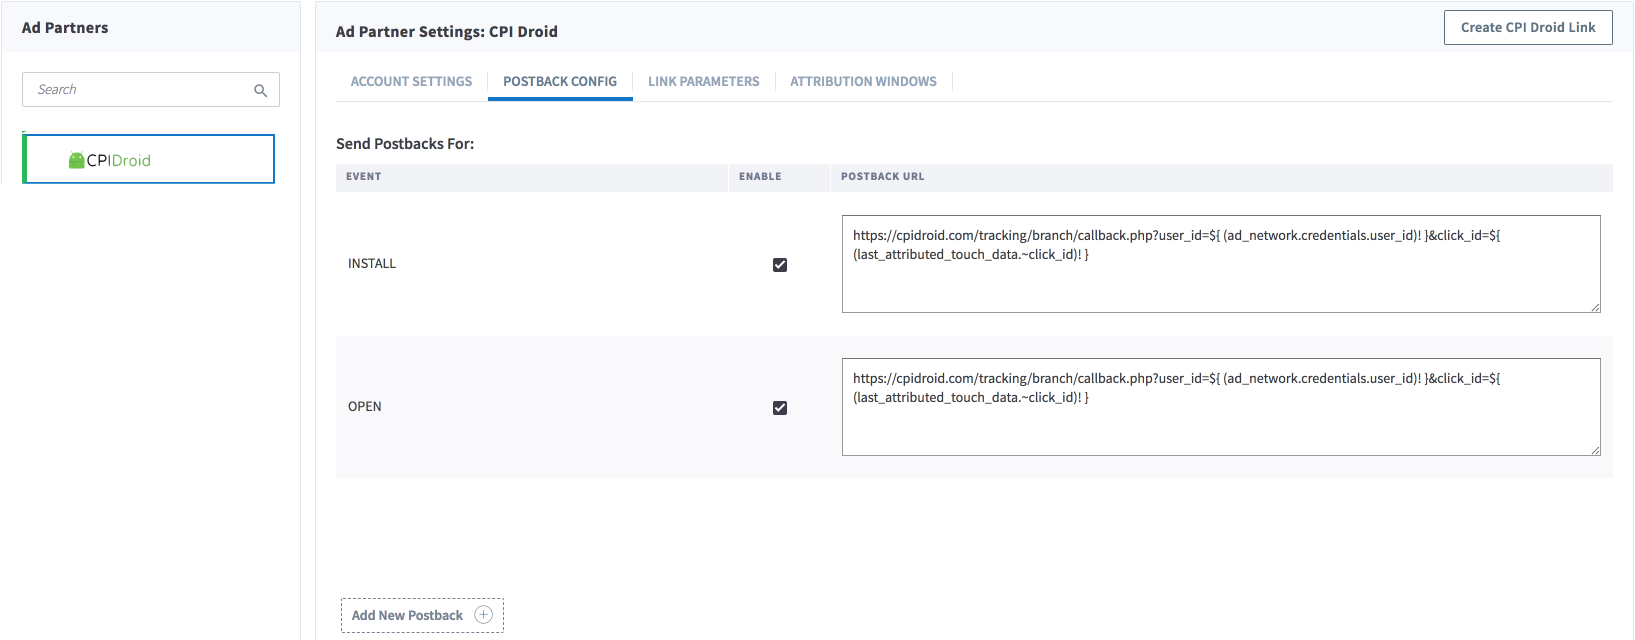 Ad Partners
Search
CPIDroid
Ad Partner Settings: CPI Droid
Create CPI Droid Link
ACCOUNT SETTINGS
POSTBACK CONFIG
LINK PARAMETERS
ATTRIBUTION WINDOWS
Send Postbacks For:
EVENT
ENABLE
POSTBACK URL
INSTALL
https://cpidroid.com/tracking/branch/callback.php?user_id=${ (ad_network.credentials.user_id)! }&click_id=${
(last_attributed_touch_data.~click_id)! }
OPEN
https://cpidroid.com/tracking/branch/callback.php?user_id=${ (ad_network.credentials.user_id)! }&click_id=${
(last_attributed_touch_data.~click_id)! }
Add New Postback